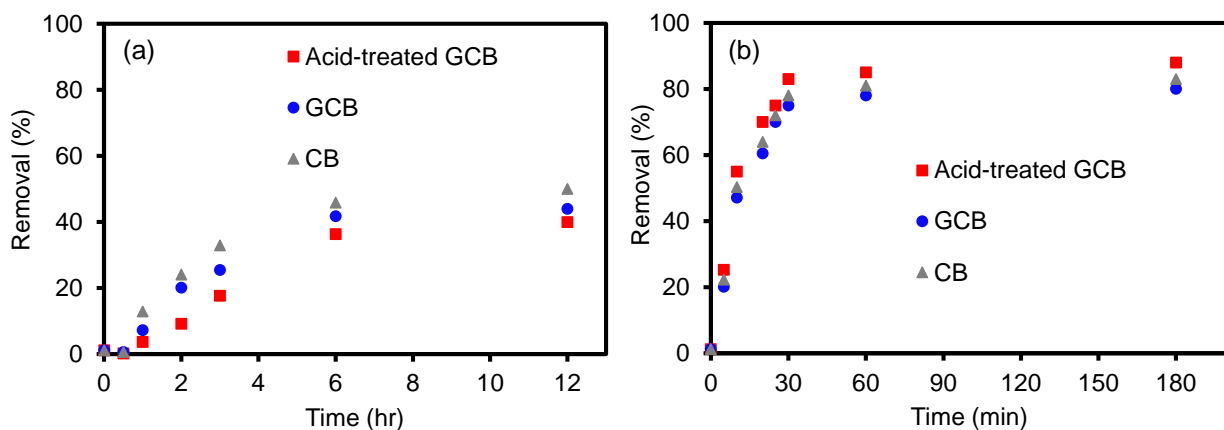 (a)
Acid-treated GCB
GCB
CB
Removal (%)
100
80
60
40
20
0
0 2 4 6 8 10 12
Time (hr)
(b)
Acid-treated GCB
GCB
CB
Removal (%)
100
80
60
40
20
0
0 30 60 90 120 150 180
Time (min)